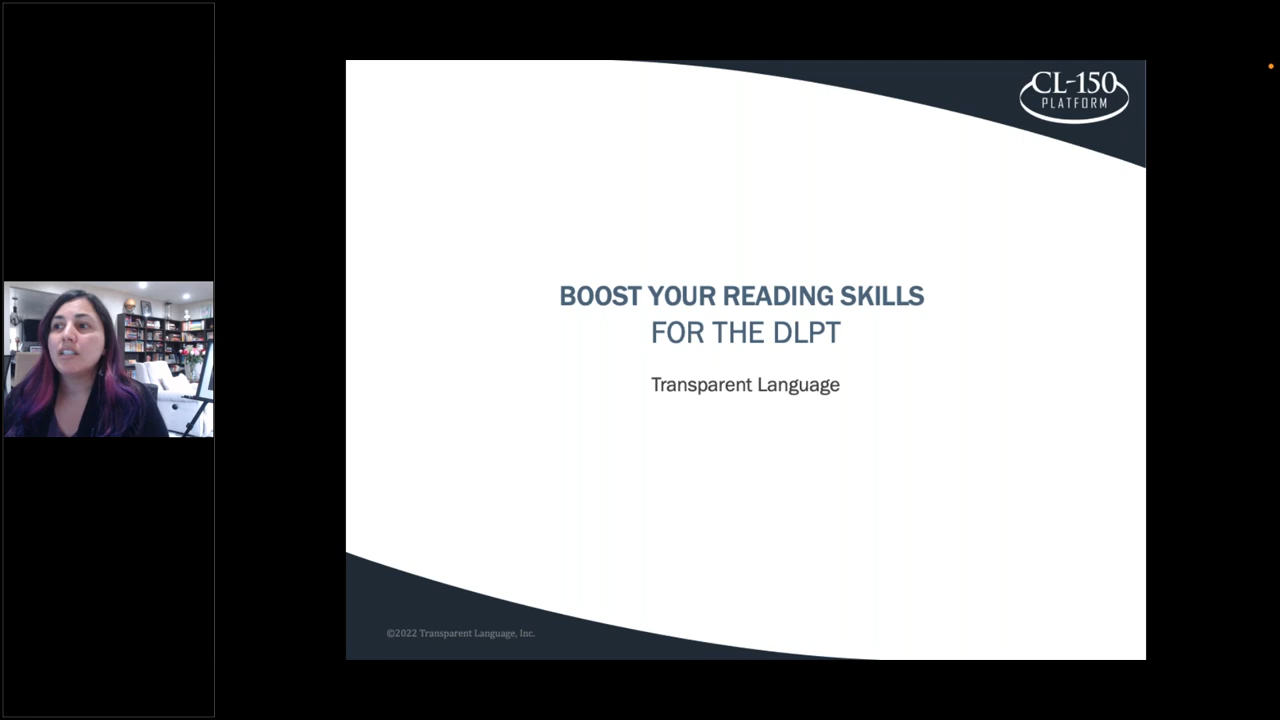 CL-150
PLATFORM
BOOST YOUR READING SKILLS
FOR THE DLPT
Transparent Language
©2022 Transparent Language, Inc.